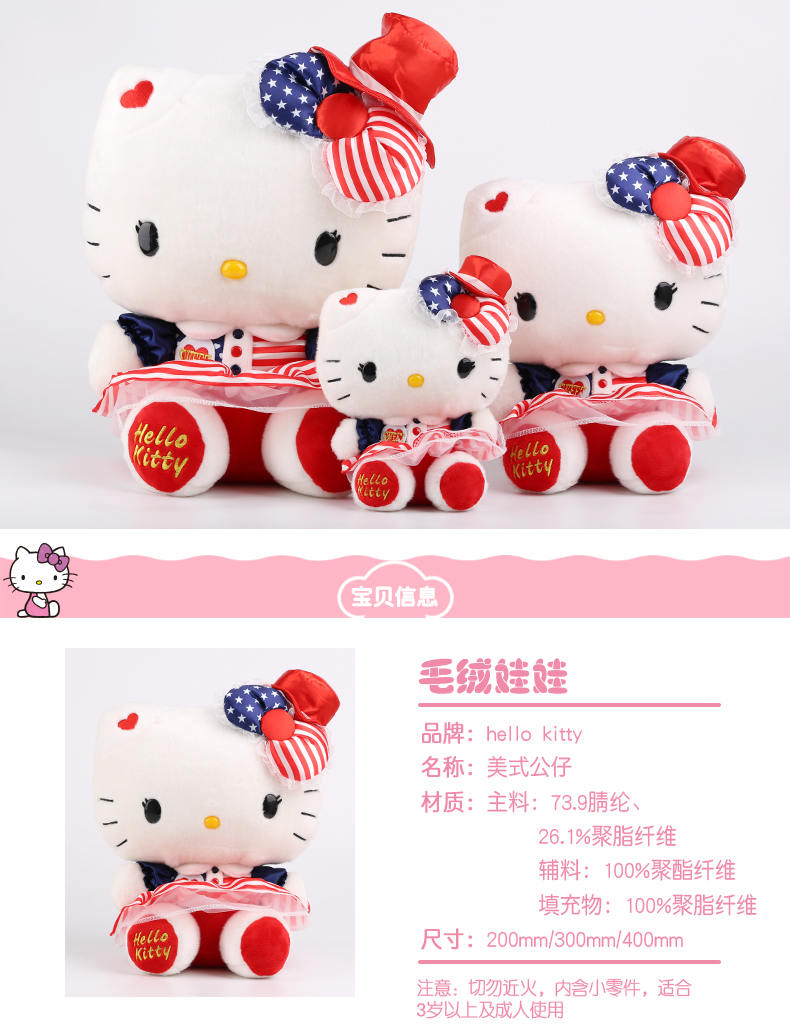 Hello
Kitty
Hello
Kitty
Hello
Kitty
宝贝信息
毛绒娃娃
品牌：hello kitty
名称：美式公仔
材质：主料：73.9腈纶、
26.1%聚脂纤维
辅料：100%聚酯纤维
填充物：100%聚脂纤维
尺寸：200mm/300mm/400mm
Hello
Kitty
注意：切勿近火，内含小零件，适合
3岁以上及成人使用